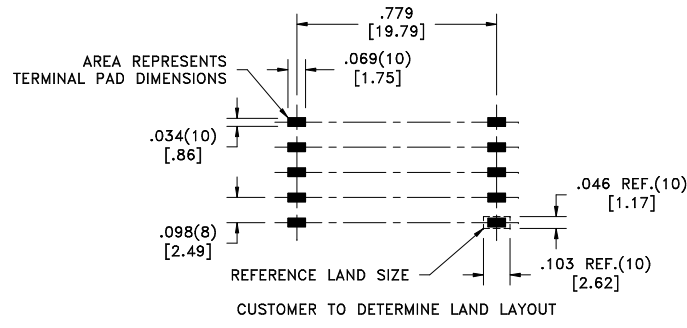 .779
[19.79]
AREA REPRESENTS
TERMINAL PAD DIMENSIONS
.069(10)
[1.75]
.034(10)
[.86]
.046 REF.(10)
[1.17]
.098(8)
[2.49]
REFERENCE LAND SIZE
.103 REF.(10)
[2.62]
CUSTOMER TO DETERMINE LAND LAYOUT